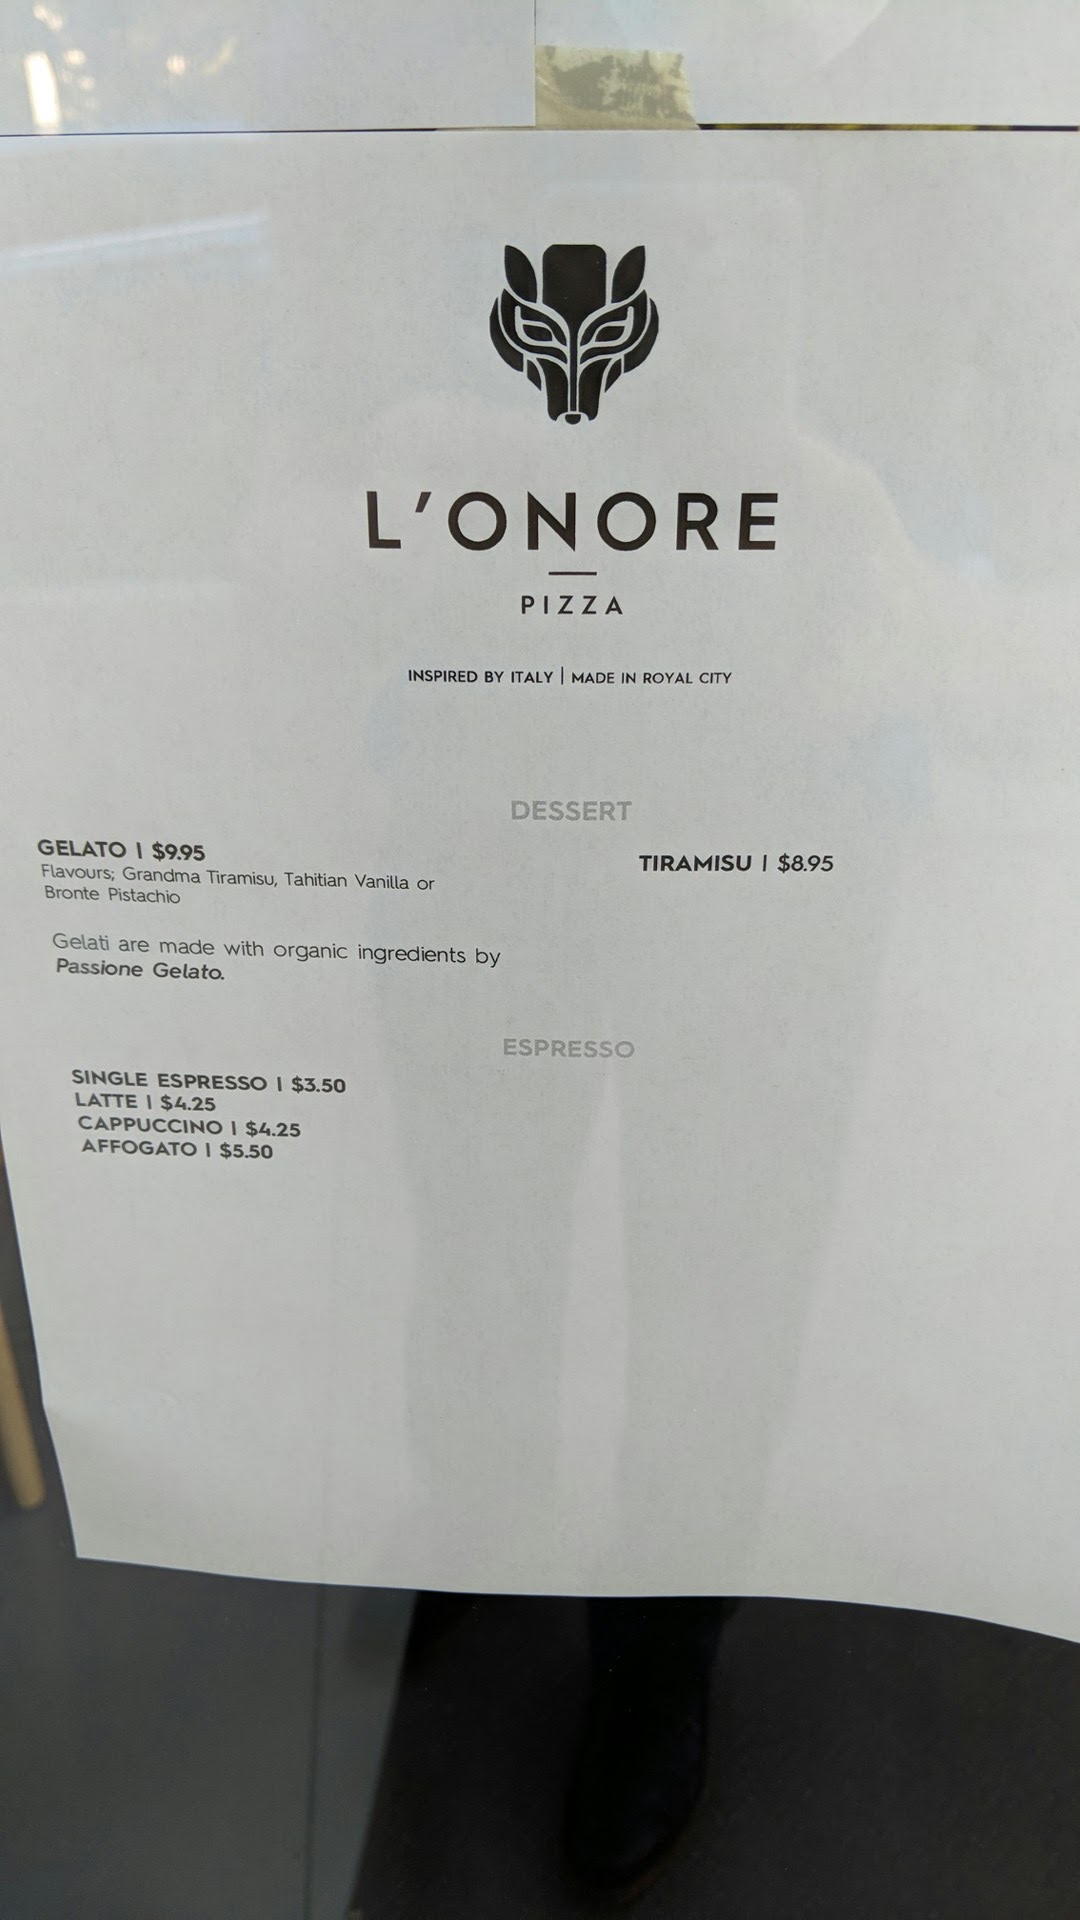 L'ONORE
PIZZA
INSPIRED BY ITALY | MADE IN ROYAL CITY
DESSERT
GELATO | $9.95
Flavours; Grandma Tiramisu, Tahitian Vanilla or
Bronte Pistachio
TIRAMISU | $8.95
Gelati are made with organic ingredients by
Passione Gelato.
ESPRESSO
SINGLE ESPRESSO | $3.50
LATTE | $4.25
CAPPUCCINO | $4.25
AFFOGATO | $5.50